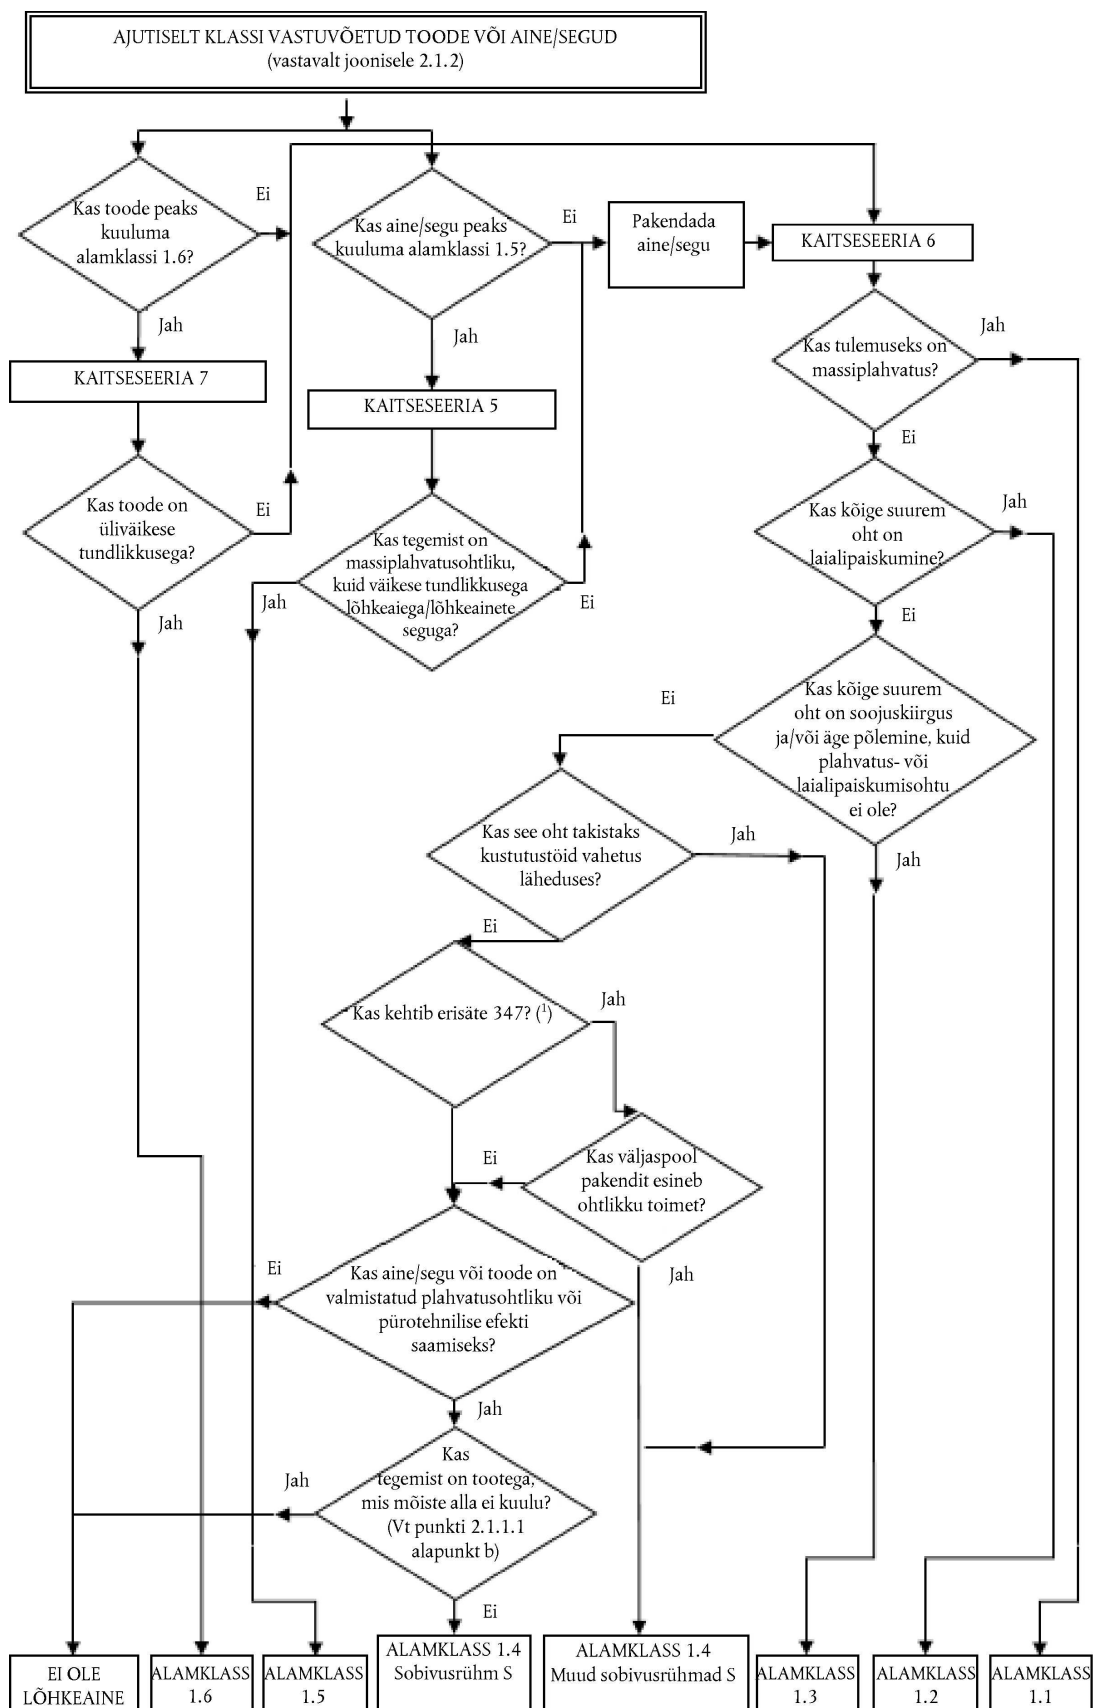 AJUTISELT KLASSI VASTUVÕETUD TOODE VÕI AINE/SEGUD
(vastavalt joonisele 2.1.2)
Kas toode peaks
kuuluma
alamklassi 1.6?
Ei
Jah
Kas aine/segu peaks
kuuluma alamklassi 1.5?
Ei
Jah
Pakendada
aine/segu
KAITSESEERIA 6
KAITSESEERIA 7
KAITSESEERIA 5
Kas tulemuseks on
massiplahvatus?
Jah
Ei
Kas toode on
üliväikese
tundlikkusega?
Ei
Jah
Kas tegemist on
massiplahvatusohtliku,
kuid väikese tundlikkusega
lõhkeaiega/lõhkeainete
seguga?
Jah
Ei
Kas kõige suurem
oht on
laialipaiskumine?
Jah
Ei
Kas kõige suurem
oht on soojuskiirgus
ja/või äge põlemine, kuid
plahvatus- või
laialipaiskumisohtu
ei ole?
Ei
Jah
Kas see oht takistaks
kustutustöid vahetus
läheduses?
Jah
Ei
Kas kehtib erisäte 347? (¹)
Jah
Kas väljaspool
pakendit esineb
ohtlikku toimet?
Ei
Jah
Kas aine/segu või toode on
valmistatud plahvatusohtliku või
pürotehnilise efekti
saamiseks?
Ei
Jah
Kas
tegemist on tootega,
mis mõiste alla ei kuulu?
(Vt punkti 2.1.1.1
alapunkt b)
Jah
Ei
EI OLE
LÕHKEAINE
ALAMKLASS
1.6
ALAMKLASS
1.5
ALAMKLASS 1.4
Sobivusrühm S
ALAMKLASS 1.4
Muud sobivusrühmad S
ALAMKLASS
1.3
ALAMKLASS
1.2
ALAMKLASS
1.1